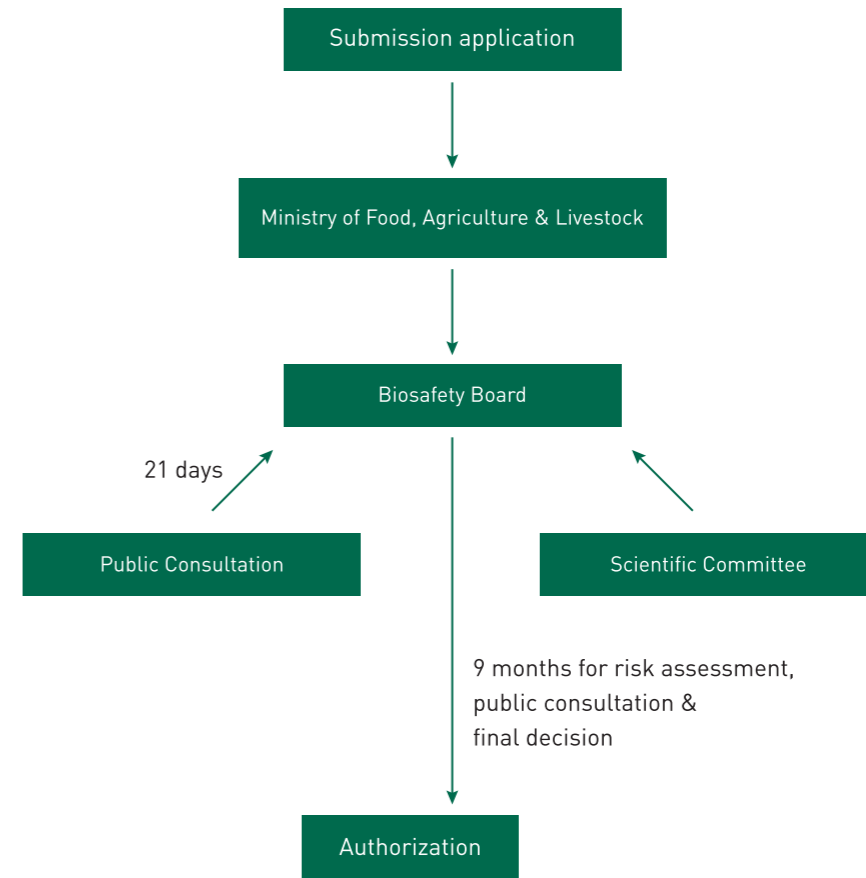 Submission application
Ministry of Food, Agriculture & Livestock
Biosafety Board
21 days
Public Consultation
Scientific Committee
9 months for risk assessment,
public consultation &
final decision
Authorization